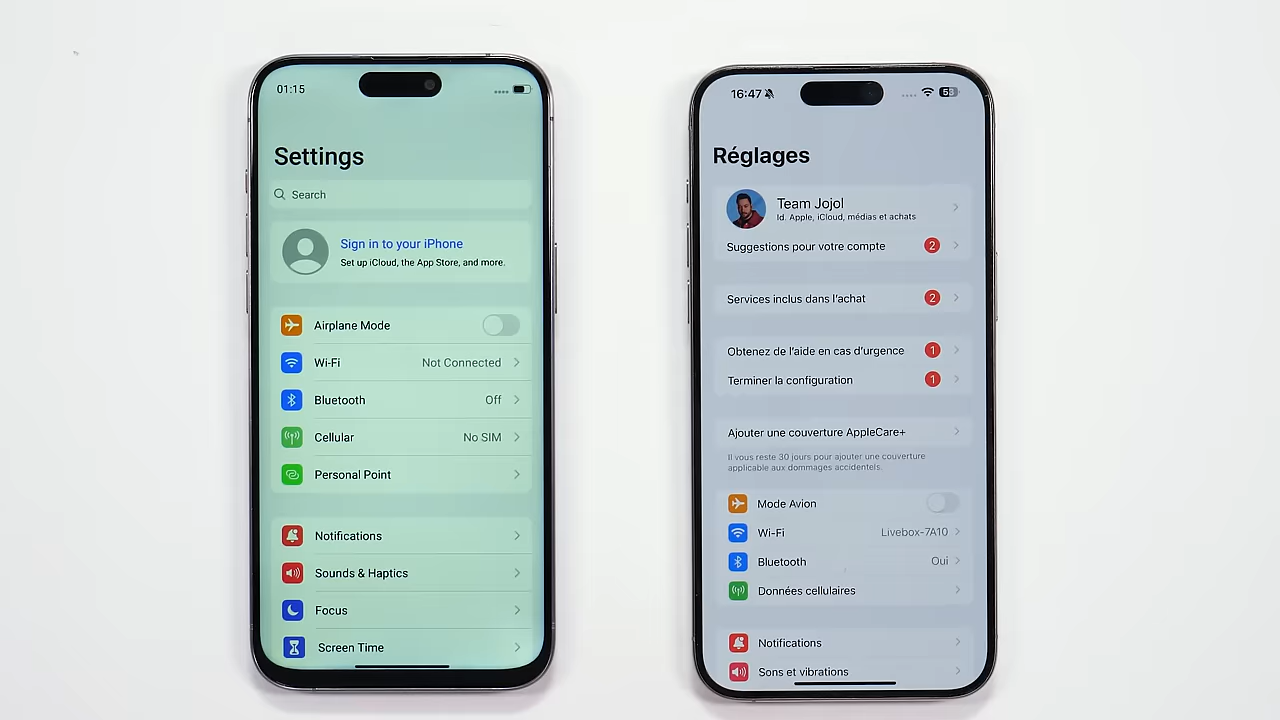 01:15
Settings
Search
Sign in to your iPhone
Set up iCloud, the App Store, and more.
Airplane Mode
Wi-Fi Not Connected
Bluetooth Off
Cellular No SIM
Personal Point
Notifications
Sounds & Haptics
Focus
Screen Time
16:47 53
Réglages
Team Jojol
Id. Apple, iCloud, médias et achats
Suggestions pour votre compte 2
Services inclus dans l'achat 2
Obtenez de l'aide en cas d'urgence 1
Terminer la configuration 1
Ajouter une couverture AppleCare+
Il vous reste 30 jours pour ajouter une couverture
applicable aux dommages accidentels.
Mode Avion
Wi-Fi Livebox-7A10
Bluetooth Oui
Données cellulaires
Notifications
Sons et vibrations